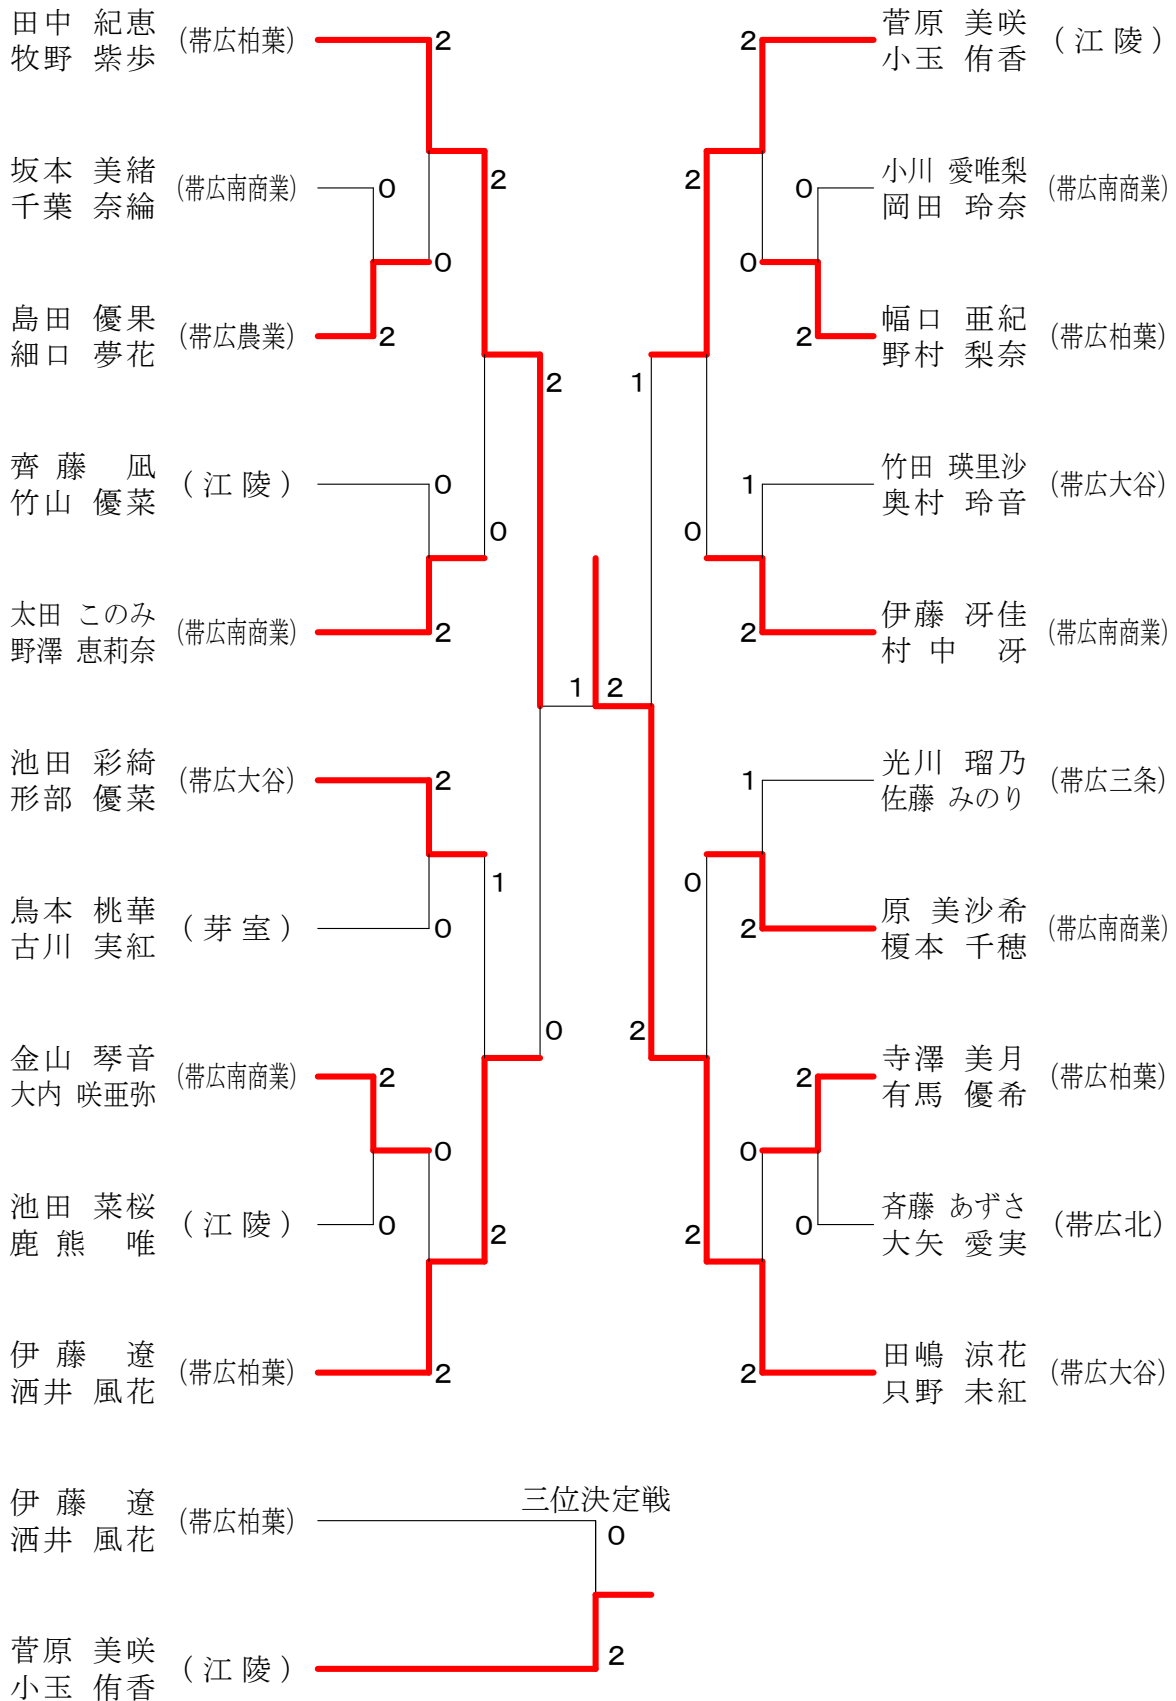 田中 紀恵
牧野 紫歩
(帯広柏葉)
2
坂本 美緒
千葉 奈綸
(帯広南商業)
0
2
0
島田 優果
細口 夢花
(帯広農業)
2
2
齊藤 凪
竹山 優菜
(江陵)
0
0
太田 このみ
野澤 恵莉奈
(帯広南商業)
2
1
池田 彩綺
形部 優菜
(帯広大谷)
2
1
鳥本 桃華
古川 実紅
(芽室)
0
0
金山 琴音
大内 咲亜弥
(帯広南商業)
2
0
池田 菜桜
鹿熊 唯
(江陵)
0
2
伊藤 遼
酒井 風花
(帯広柏葉)
2
2
菅原 美咲
小玉 侑香
(江陵)
2
0
小川 愛唯梨
岡田 玲奈
(帯広南商業)
0
2
幅口 亜紀
野村 梨奈
(帯広柏葉)
1
1
竹田 瑛里沙
奥村 玲音
(帯広大谷)
0
2
伊藤 冴佳
村中 冴
(帯広南商業)
2
1
光川 瑠乃
佐藤 みのり
(帯広三条)
0
2
原 美沙希
榎本 千穂
(帯広南商業)
2
2
寺澤 美月
有馬 優希
(帯広柏葉)
0
0
斉藤 あずさ
大矢 愛実
(帯広北)
2
2
田嶋 涼花
只野 未紅
(帯広大谷)
三位決定戦
伊藤 遼
酒井 風花
(帯広柏葉)
0
菅原 美咲
小玉 侑香
(江陵)
2